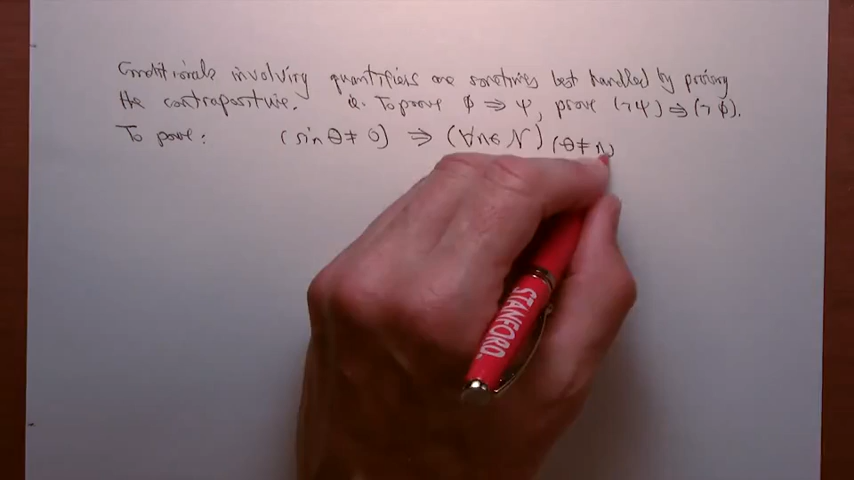 Conditionals involving quantifiers are sometimes best handled by proving
the contrapositive. ie. To prove φ ⇒ ψ, prove (¬ψ) ⇒ (¬φ).
To prove: (sin θ ≠ 0) ⇒ (∀n∈N)(θ ≠ n
STANFORD